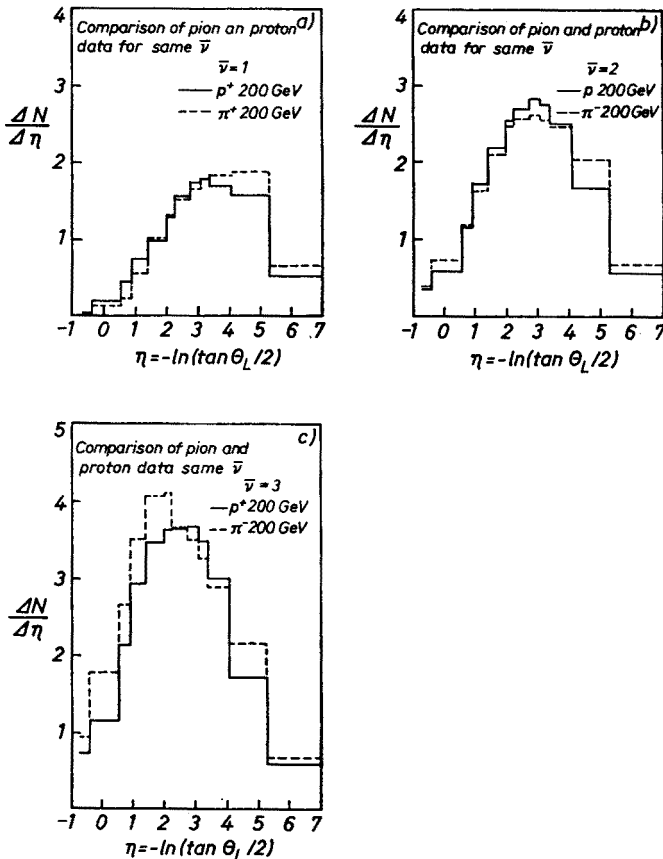 Comparison of pion an proton a)
data for same ν̄
ν̄=1
p⁺ 200 GeV
π⁺ 200 GeV
4
3
2
1
ΔN
Δη
-1 0 1 2 3 4 5 6 7
η=-ln(tan θL/2)
Comparison of pion and proton b)
data for same ν̄
ν̄=2
p 200 GeV
π⁻200 GeV
4
3
2
1
ΔN
Δη
-1 0 1 2 3 4 5 6 7
η=-ln(tan θL/2)
c)
Comparison of pion and
proton data same ν̄
ν̄=3
p⁺ 200 GeV
π⁻200 GeV
5
4
3
2
1
ΔN
Δη
-1 0 1 2 3 4 5 6 7
η=-ln(tan θL/2)